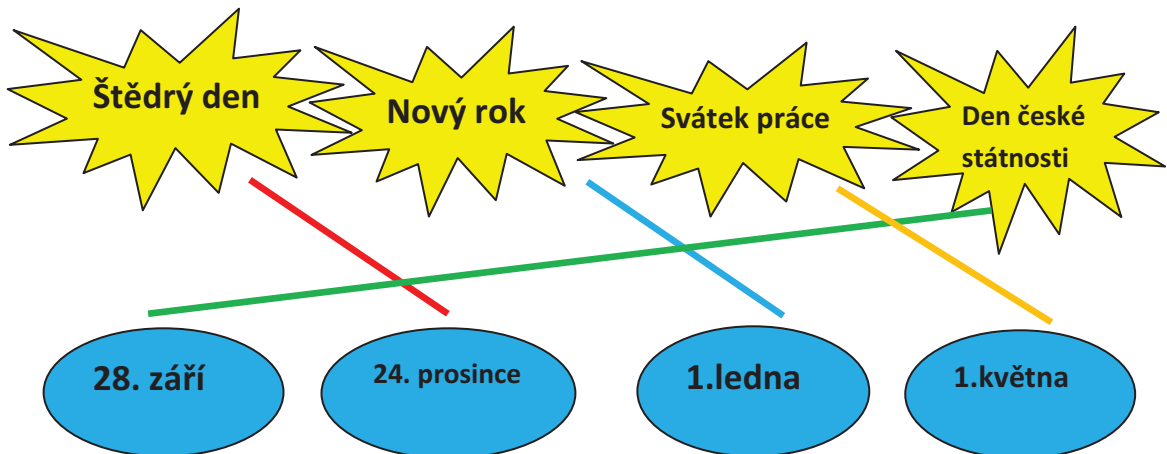 Štědrý den
Nový rok
Svátek práce
Den české
státnosti
28. září
24. prosince
1.ledna
1.května